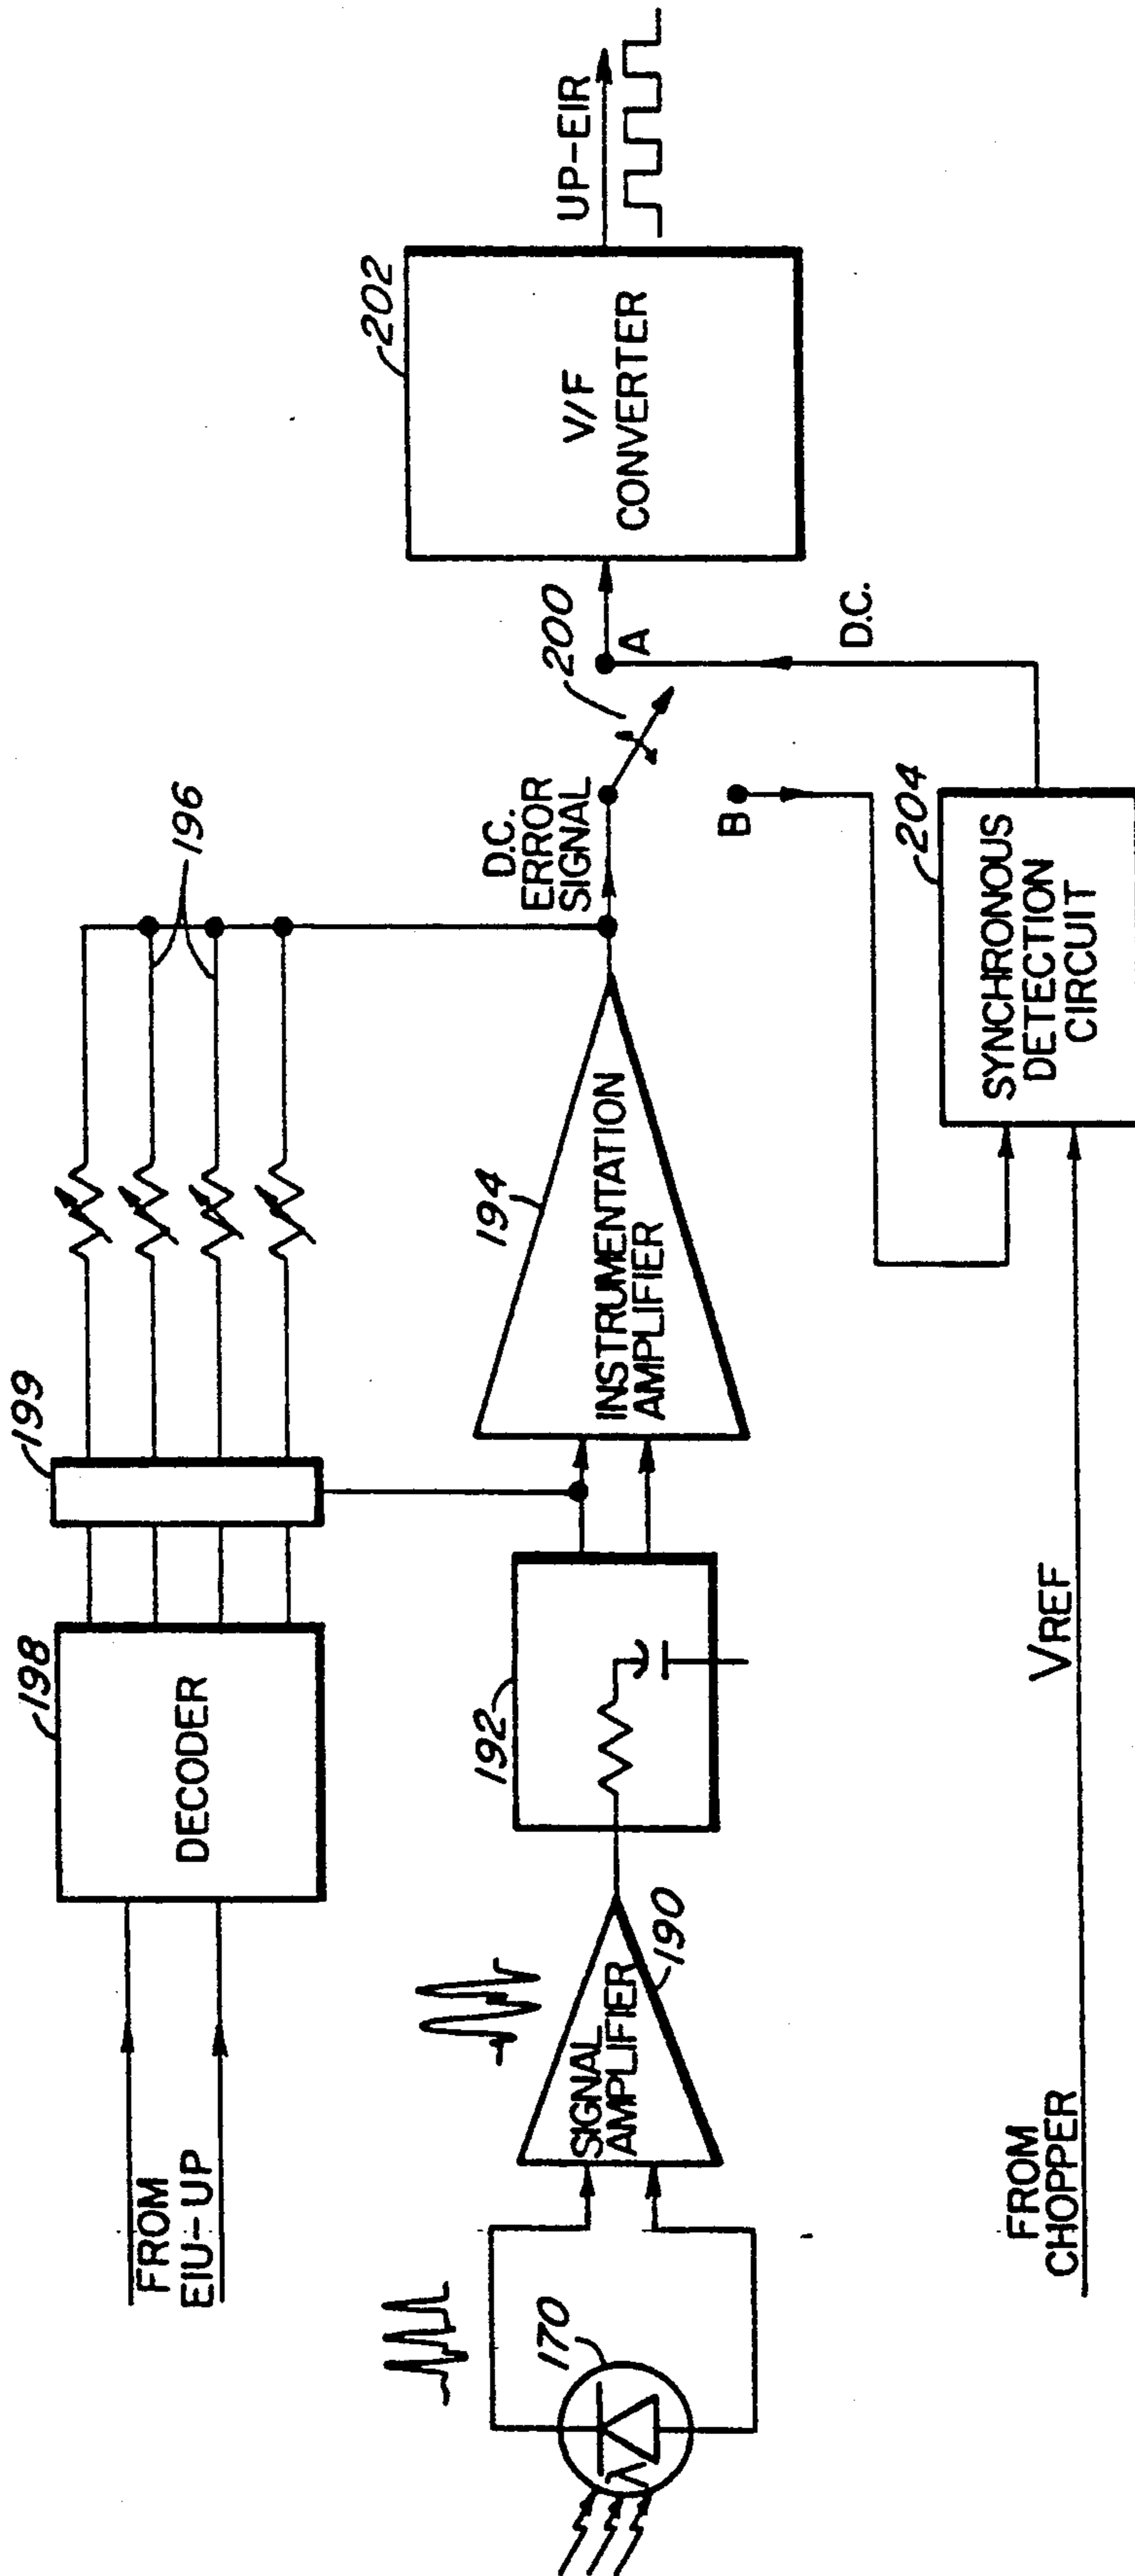 FROM
EIU-UP
198
DECODER
199
196
170
SIGNAL
AMPLIFIER
190
192
194
INSTRUMENTATION
AMPLIFIER
D.C.
ERROR
SIGNAL
200
A
B
D.C.
202
V/F
CONVERTER
UP-EIR
FROM
CHOPPER
VREF
204
SYNCHRONOUS
DETECTION
CIRCUIT
λ